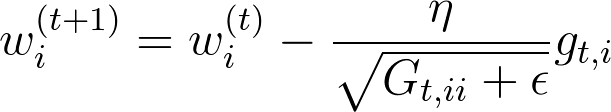 $w_i^{(t+1)} = w_i^{(t)} - \frac{\eta}{\sqrt{G_{t,ii} + \epsilon}} g_{t,i}$